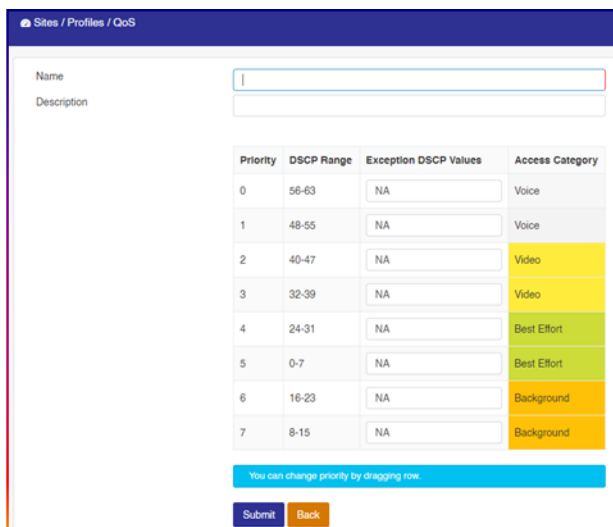 Sites / Profiles / QoS
Name
Description
Priority DSCP Range Exception DSCP Values Access Category
0 56-63 NA Voice
1 48-55 NA Voice
2 40-47 NA Video
3 32-39 NA Video
4 24-31 NA Best Effort
5 0-7 NA Best Effort
6 16-23 NA Background
7 8-15 NA Background
You can change priority by dragging row.
Submit Back